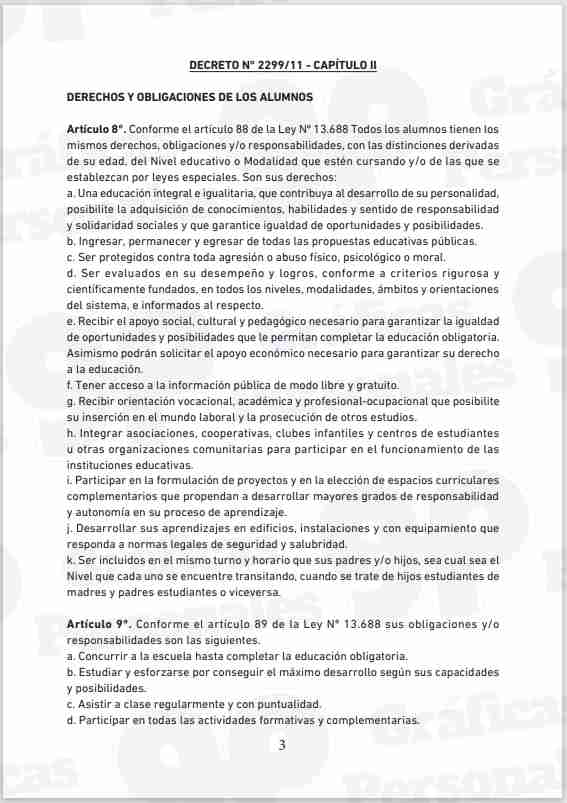 DECRETO Nº 2299/11 - CAPÍTULO II
DERECHOS Y OBLIGACIONES DE LOS ALUMNOS
Artículo 8°. Conforme el artículo 88 de la Ley Nº 13.688 Todos los alumnos tienen los
mismos derechos, obligaciones y/o responsabilidades, con las distinciones derivadas
de su edad, del Nivel educativo o Modalidad que estén cursando y/o de las que se
establezcan por leyes especiales. Son sus derechos:
a. Una educación integral e igualitaria, que contribuya al desarrollo de su personalidad,
posibilite la adquisición de conocimientos, habilidades y sentido de responsabilidad
y solidaridad sociales y que garantice igualdad de oportunidades y posibilidades.
b. Ingresar, permanecer y egresar de todas las propuestas educativas públicas.
c. Ser protegidos contra toda agresión o abuso físico, psicológico o moral.
d. Ser evaluados en su desempeño y logros, conforme a criterios rigurosa y
científicamente fundados, en todos los niveles, modalidades, ámbitos y orientaciones
del sistema, e informados al respecto.
e. Recibir el apoyo social, cultural y pedagógico necesario para garantizar la igualdad
de oportunidades y posibilidades que le permitan completar la educación obligatoria.
Asimismo podrán solicitar el apoyo económico necesario para garantizar su derecho
a la educación.
f. Tener acceso a la información pública de modo libre y gratuito.
g. Recibir orientación vocacional, académica y profesional-ocupacional que posibilite
su inserción en el mundo laboral y la prosecución de otros estudios.
h. Integrar asociaciones, cooperativas, clubes infantiles y centros de estudiantes
u otras organizaciones comunitarias para participar en el funcionamiento de las
instituciones educativas.
i. Participar en la formulación de proyectos y en la elección de espacios curriculares
complementarios que propendan a desarrollar mayores grados de responsabilidad
y autonomía en su proceso de aprendizaje.
j. Desarrollar sus aprendizajes en edificios, instalaciones y con equipamiento que
responda a normas legales de seguridad y salubridad.
k. Ser incluidos en el mismo turno y horario que sus padres y/o hijos, sea cual sea el
Nivel que cada uno se encuentre transitando, cuando se trate de hijos estudiantes de
madres y padres estudiantes o viceversa.
Artículo 9°. Conforme el artículo 89 de la Ley Nº 13.688 sus obligaciones y/o
responsabilidades son las siguientes.
a. Concurrir a la escuela hasta completar la educación obligatoria.
b. Estudiar y esforzarse por conseguir el máximo desarrollo según sus capacidades
y posibilidades.
c. Asistir a clase regularmente y con puntualidad.
d. Participar en todas las actividades formativas y complementarias.
3